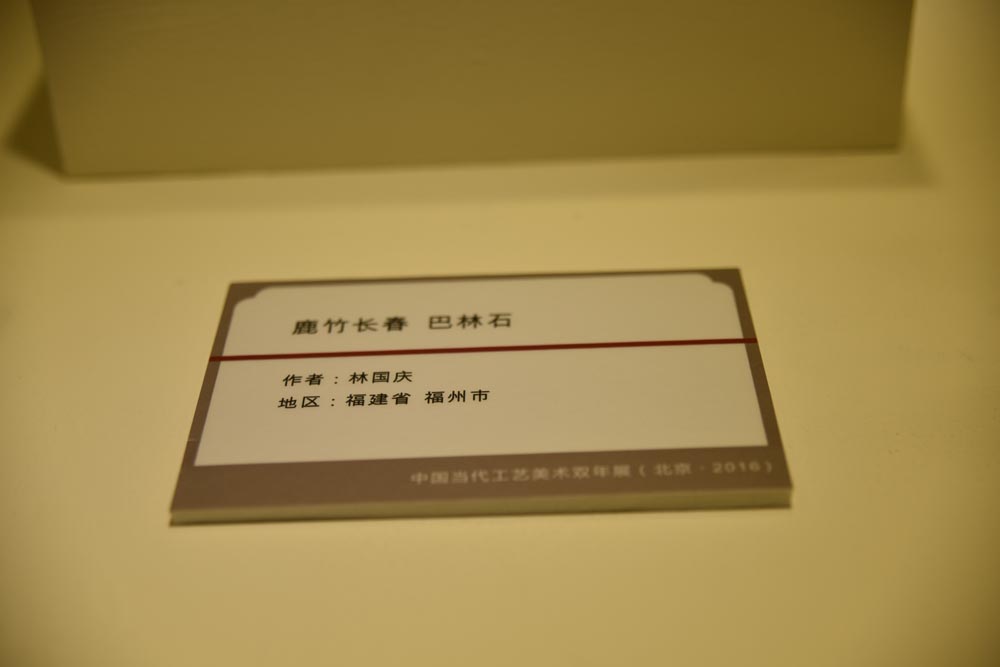 鹿竹长春 巴林石
作者：林国庆
地区：福建省 福州市
中国当代工艺美术双年展（北京·2016）